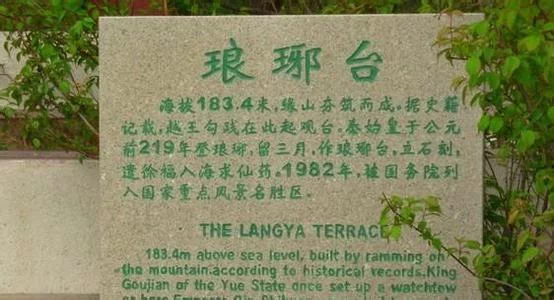 琅琊台
海拔183.4米,缘山夯筑而成。据史籍
记载,越王勾践在此起观台。秦始皇于公元
前219年登琅琊,留三月,作琅琊台,立石刻,
遣徐福入海求仙药。1982年,被国务院列
入国家重点风景名胜区。
THE LANGYA TERRACE
183.4m above sea level, built by ramming on
the mountain.according to historical records,King
Goujian of the Yue State once set up a watchtow